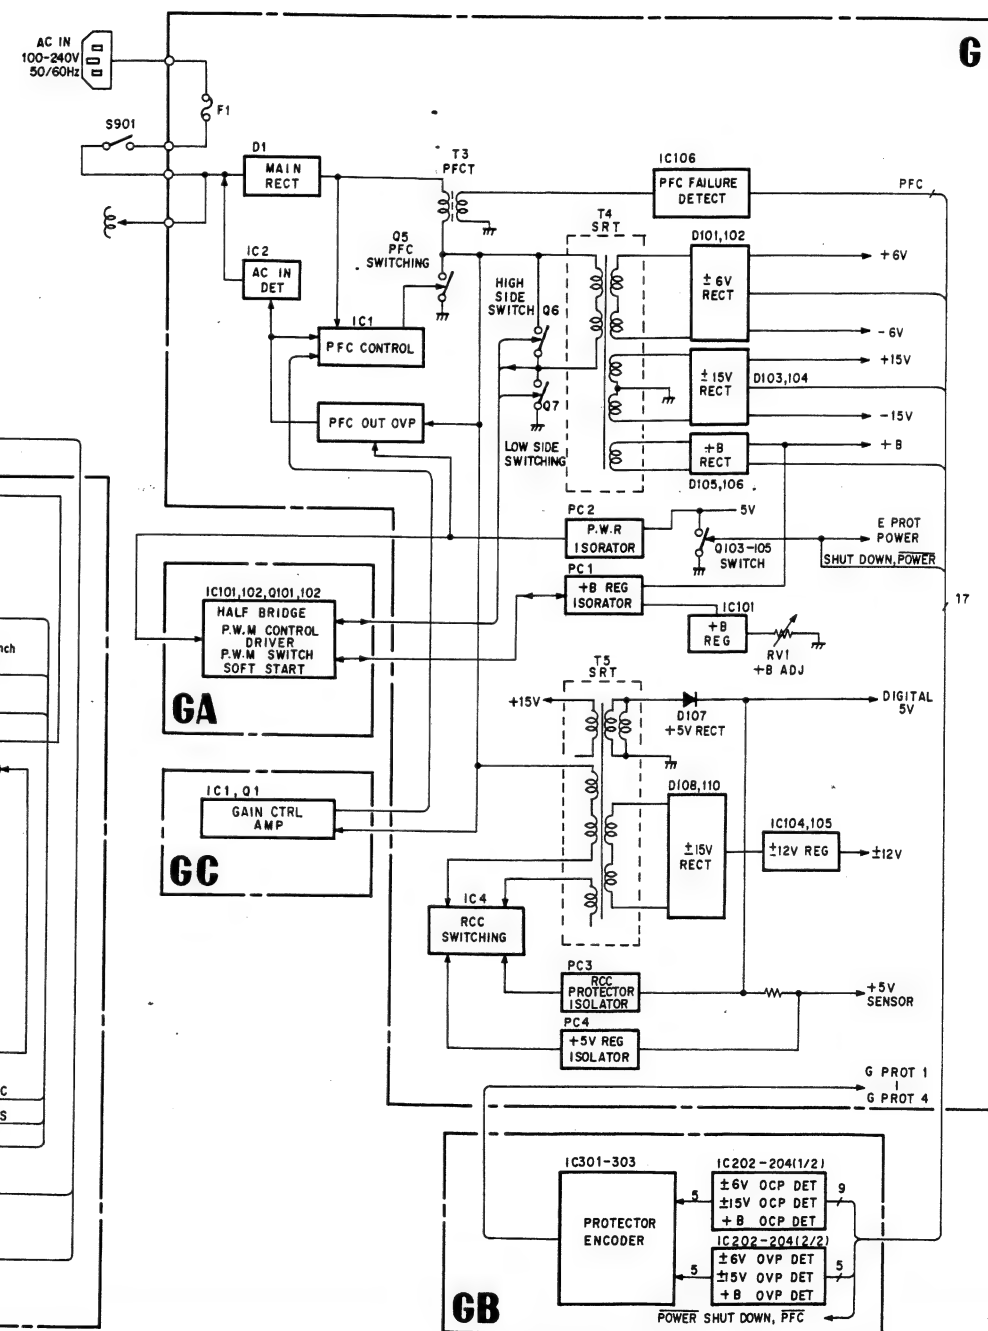 G
AC IN
100-240V
50/60Hz
F1
S901
D1
MAIN
RECT
T3
PFCT
IC106
PFC FAILURE
DETECT
PFC
T4
SRT
D101,102
±6V
RECT
+6V
-6V
Q5
PFC
SWITCHING
IC2
AC IN
DET
HIGH
SIDE
SWITCH
Q6
IC1
PFC CONTROL
+15V
±15V
RECT
D103,104
-15V
Q7
PFC OUT OVP
LOW SIDE
SWITCHING
+B
RECT
+B
D105,106
PC2
P.W.R
ISORATOR
5V
Q103-105
SWITCH
E PROT
POWER
SHUT DOWN, POWER
PC1
+B REG
ISORATOR
IC101
+B
REG
RV1
+B ADJ
17
IC101,102,Q101,102
HALF BRIDGE
P.W.M CONTROL
DRIVER
P.W.M SWITCH
SOFT START
GA
nch
T5
SRT
+15V
D107
+5V RECT
DIGITAL
5V
IC1, Q1
GAIN CTRL
AMP
GC
D108,110
±15V
RECT
IC104,105
±12V REG
±12V
IC4
RCC
SWITCHING
PC3
RCC
PROTECTOR
ISOLATOR
+5V
SENSOR
PC4
+5V REG
ISOLATOR
G PROT 1
G PROT 4
C
S
IC301-303
PROTECTOR
ENCODER
IC202-204(1/2)
±6V OCP DET
±15V OCP DET
+B OCP DET
5
9
IC202-204(2/2)
±6V OVP DET
±15V OVP DET
+B OVP DET
5
5
GB
POWER SHUT DOWN, PFC